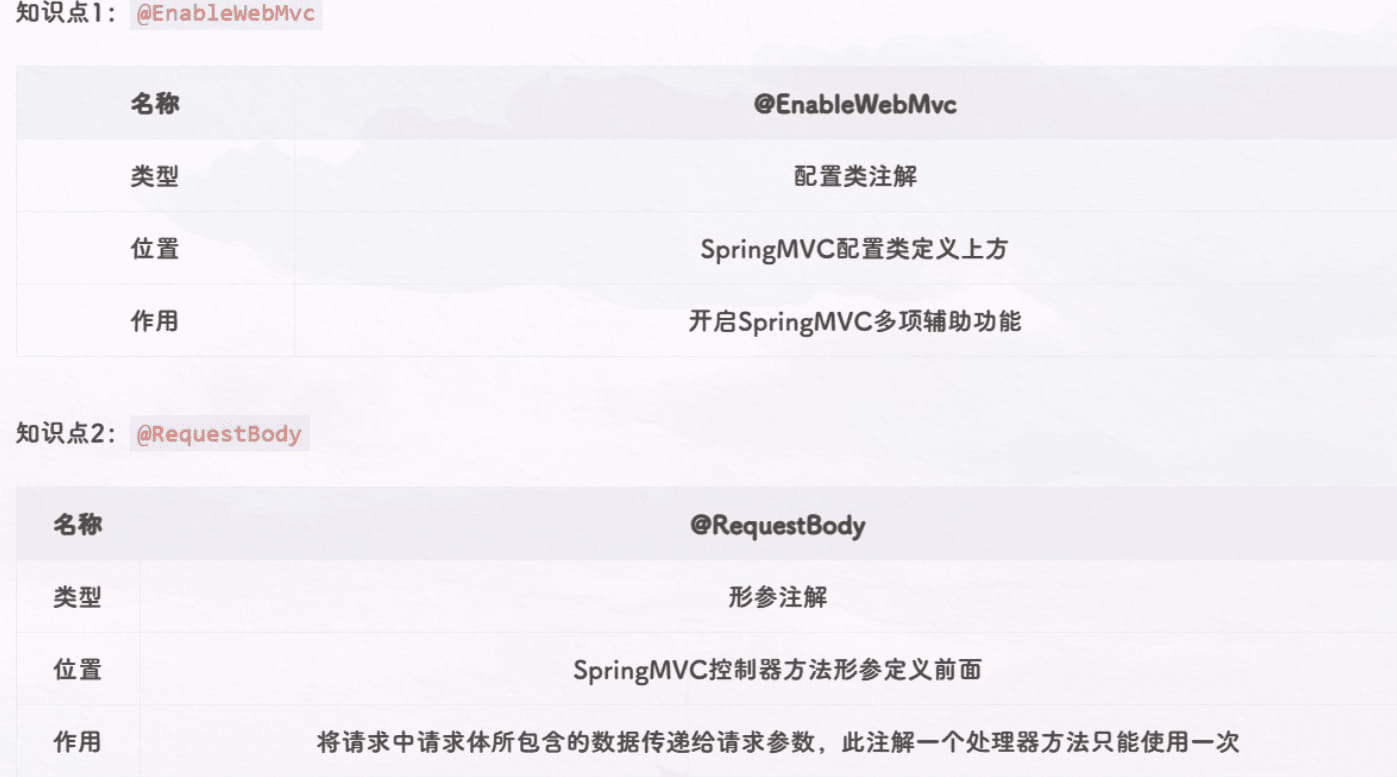 知识点1： @EnableWebMvc
名称 @EnableWebMvc
类型 配置类注解
位置 SpringMVC配置类定义上方
作用 开启SpringMVC多项辅助功能
知识点2： @RequestBody
名称 @RequestBody
类型 形参注解
位置 SpringMVC控制器方法形参定义前面
作用 将请求中请求体所包含的数据传递给请求参数，此注解一个处理器方法只能使用一次